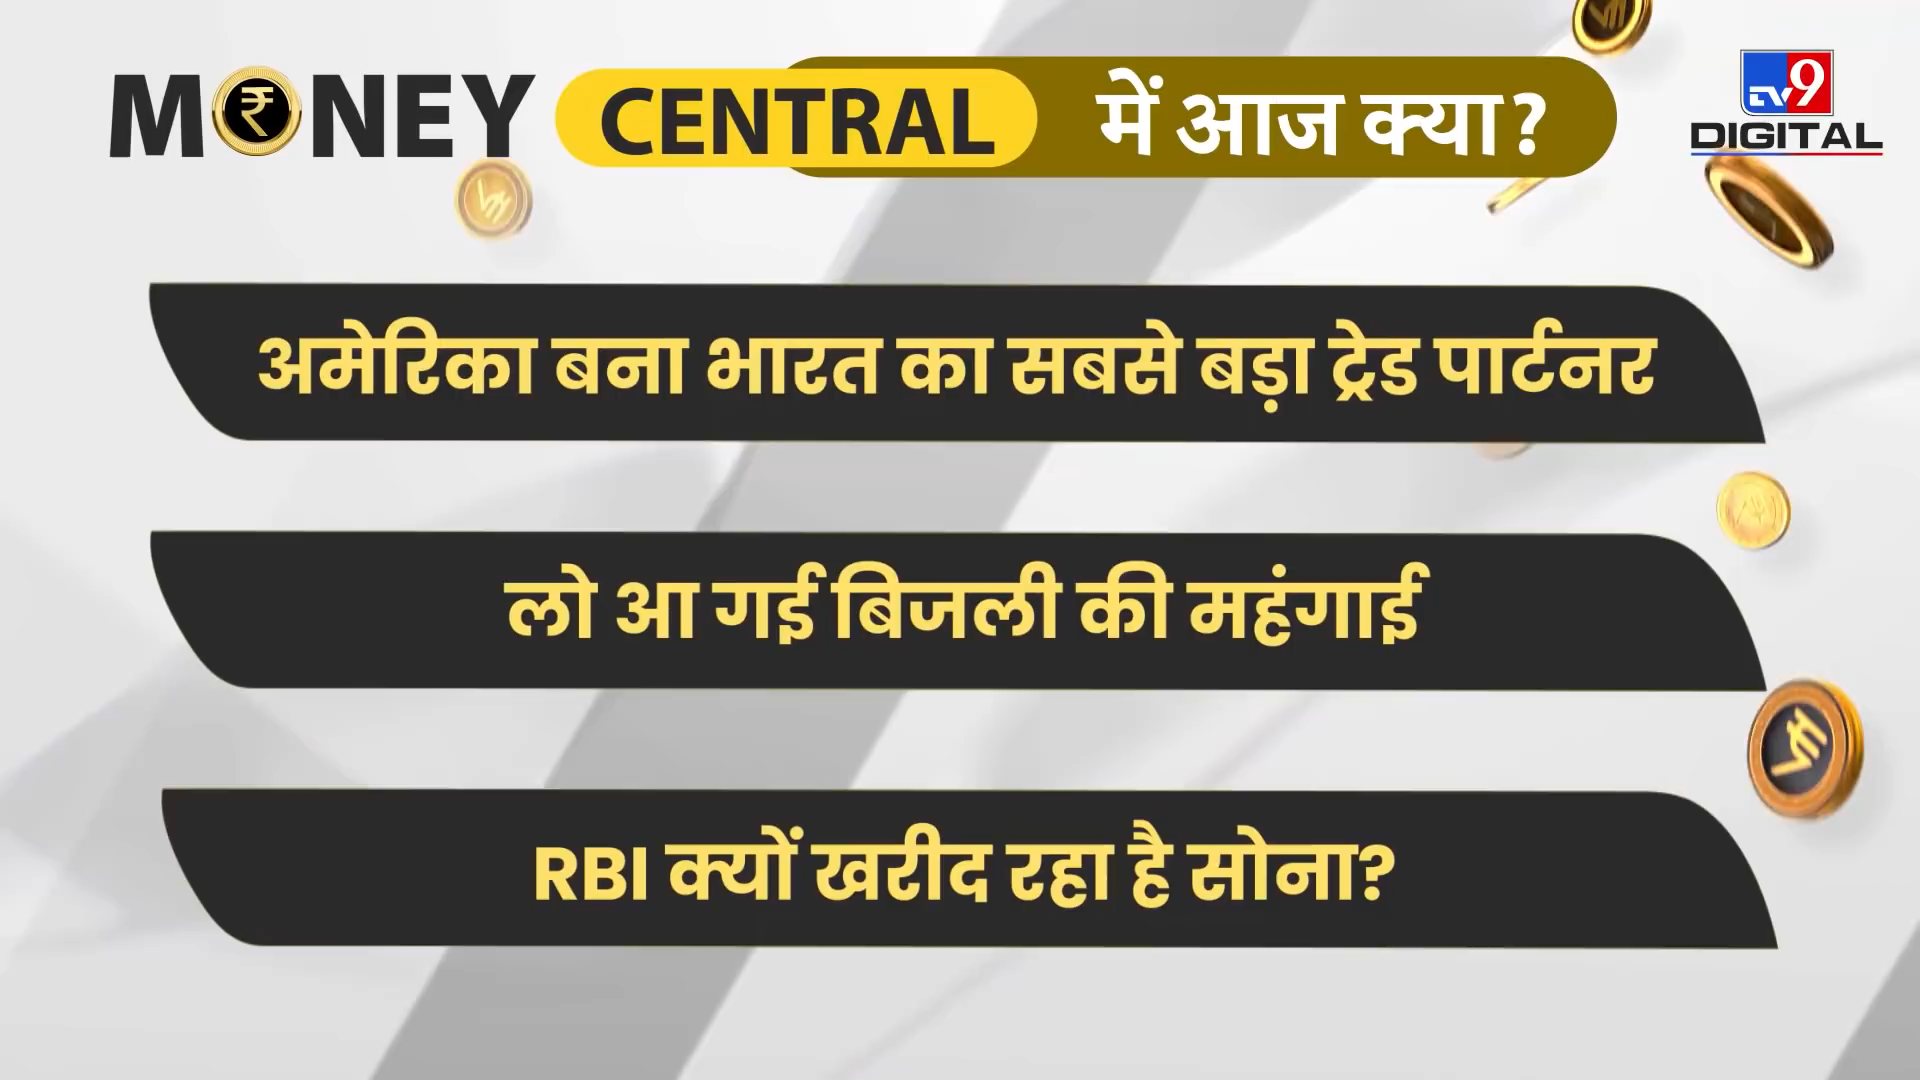 MONEY CENTRAL में आज क्या?
TV9
DIGITAL
अमेरिका बना भारत का सबसे बड़ा ट्रेड पार्टनर
लो आ गई बिजली की महंगाई
RBI क्यों खरीद रहा है सोना?